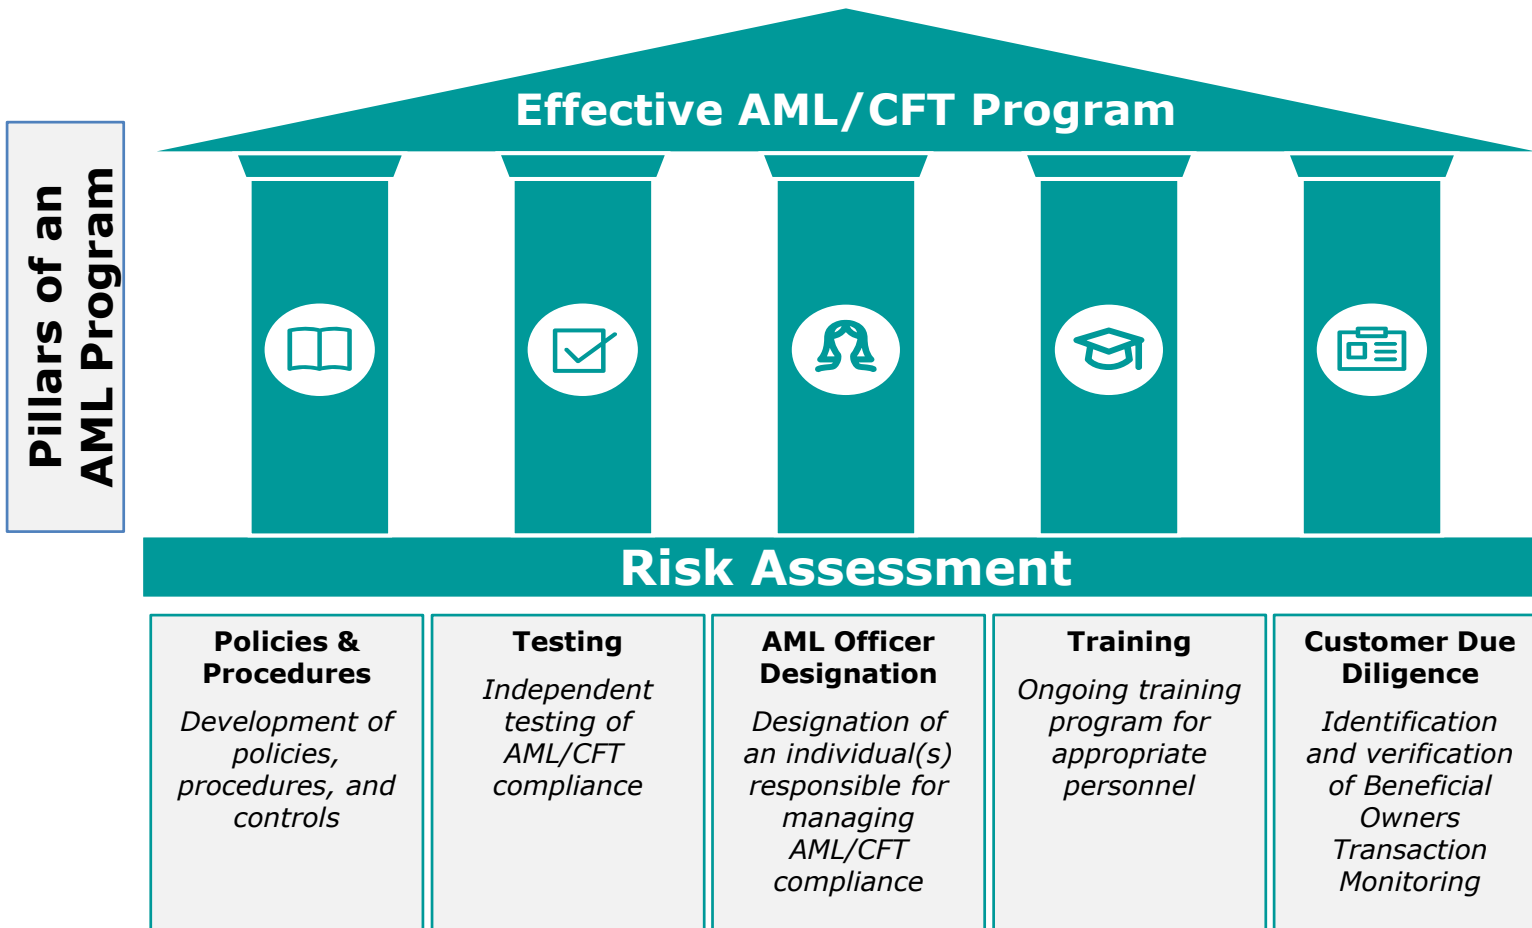 Effective AML/CFT Program
Pillars of an
AML Program
Risk Assessment
Policies &
Procedures
Development of
policies,
procedures, and
controls
Testing
Independent
testing of
AML/CFT
compliance
AML Officer
Designation
Designation of
an individual(s)
responsible for
managing
AML/CFT
compliance
Training
Ongoing training
program for
appropriate
personnel
Customer Due
Diligence
Identification
and verification
of Beneficial
Owners
Transaction
Monitoring